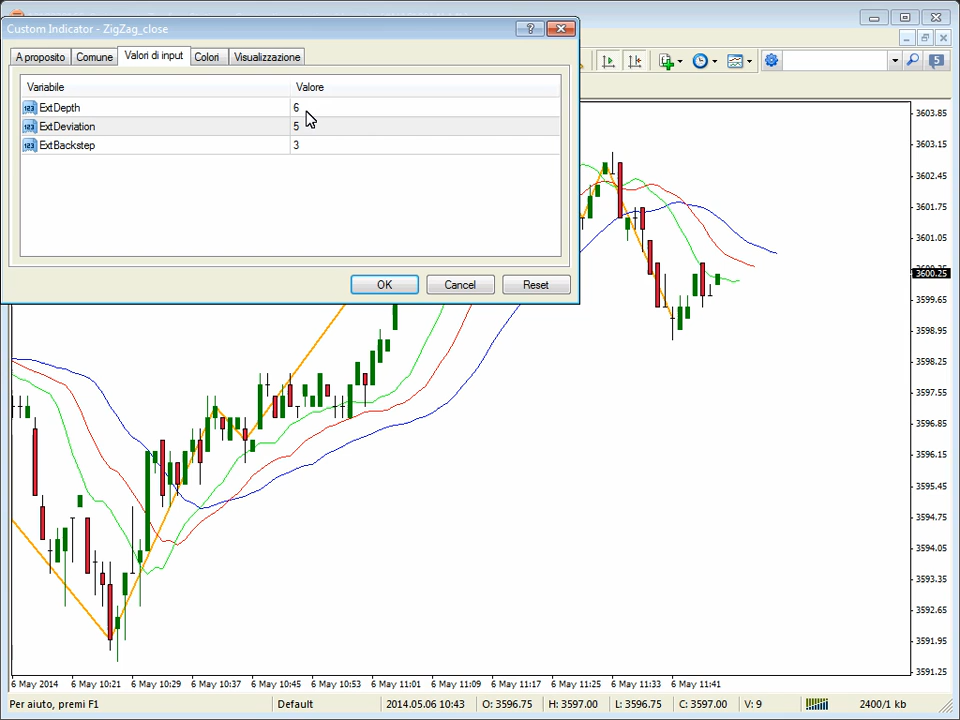 Custom Indicator - ZigZag_close
A proposito Comune Valori di input Colori Visualizzazione
Variabile Valore
ExtDepth 6
ExtDeviation 5
ExtBackstep 3
OK Cancel Reset
5
3603.85
3603.15
3602.45
3601.75
3601.05
3600.25
3599.65
3598.95
3598.25
3597.55
3596.85
3596.15
3595.45
3594.75
3594.05
3593.35
3592.65
3591.95
3591.25
6 May 2014 6 May 10:21 6 May 10:29 6 May 10:37 6 May 10:45 6 May 10:53 6 May 11:01 6 May 11:09 6 May 11:17 6 May 11:25 6 May 11:33 6 May 11:41
Per aiuto, premi F1 Default 2014.05.06 10:43 O: 3596.75 H: 3597.00 L: 3596.75 C: 3597.00 V: 9 2400/1 kb